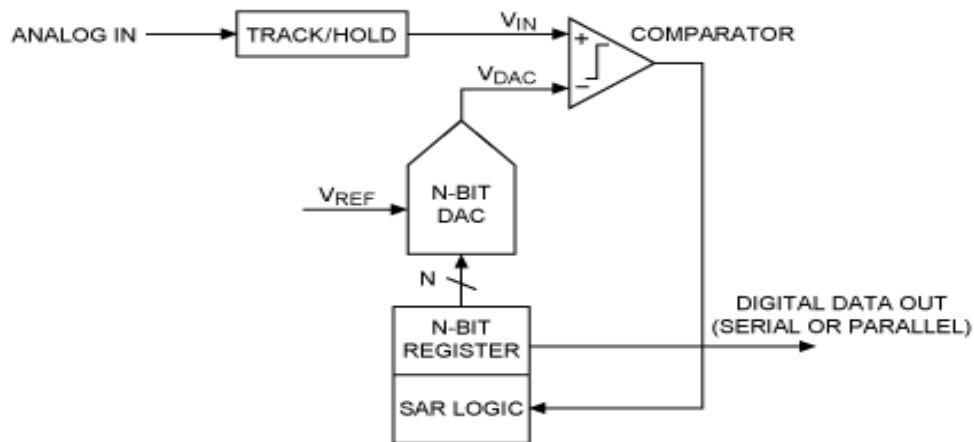 ANALOG IN
TRACK/HOLD
VIN
+
COMPARATOR
VDAC
−
VREF
N-BIT
DAC
N
N-BIT
REGISTER
DIGITAL DATA OUT
(SERIAL OR PARALLEL)
SAR LOGIC